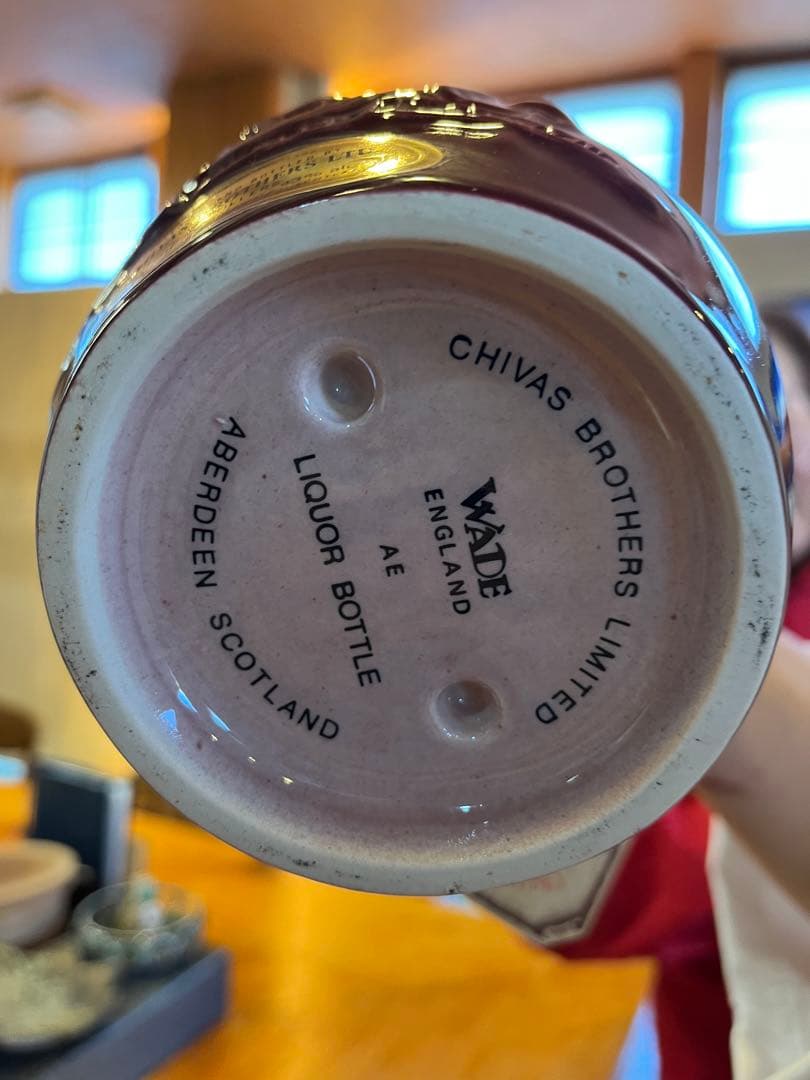 CHIVAS BROTHERS LIMITED
WADE
ENGLAND
AE
LIQUOR BOTTLE
ABERDEEN SCOTLAND